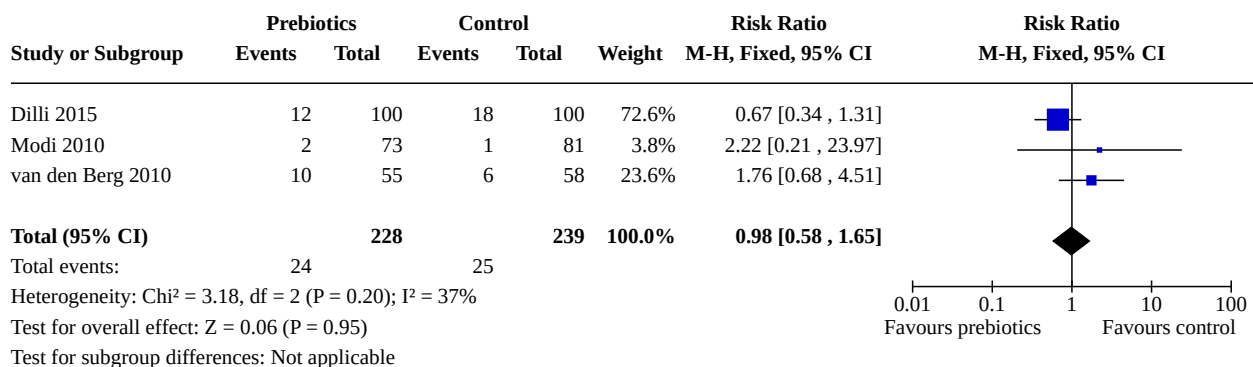 Prebiotics Control Risk Ratio Risk Ratio
Study or Subgroup Events Total Events Total Weight M-H, Fixed, 95% CI M-H, Fixed, 95% CI
Dilli 2015 12 100 18 100 72.6% 0.67 [0.34 , 1.31]
Modi 2010 2 73 1 81 3.8% 2.22 [0.21 , 23.97]
van den Berg 2010 10 55 6 58 23.6% 1.76 [0.68 , 4.51]
Total (95% CI) 228 239 100.0% 0.98 [0.58 , 1.65]
Total events: 24 25
Heterogeneity: Chi² = 3.18, df = 2 (P = 0.20); I² = 37%
0.01 0.1 1 10 100
Test for overall effect: Z = 0.06 (P = 0.95) Favours prebiotics Favours control
Test for subgroup differences: Not applicable